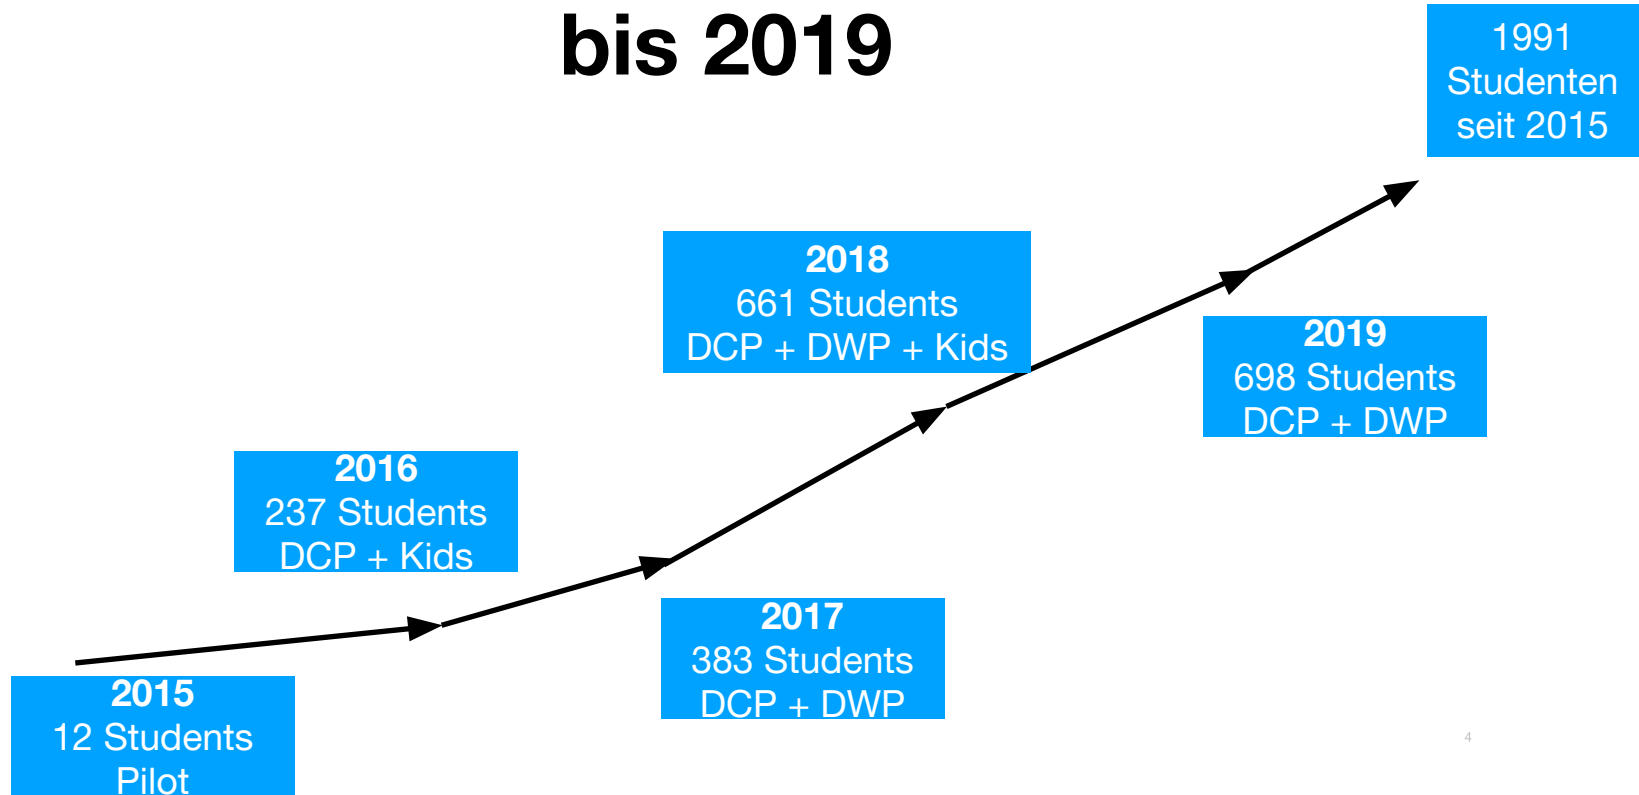 bis 2019
1991
Studenten
seit 2015
2018
661 Students
DCP + DWP + Kids
2019
698 Students
DCP + DWP
2016
237 Students
DCP + Kids
2017
383 Students
DCP + DWP
2015
12 Students
Pilot
4